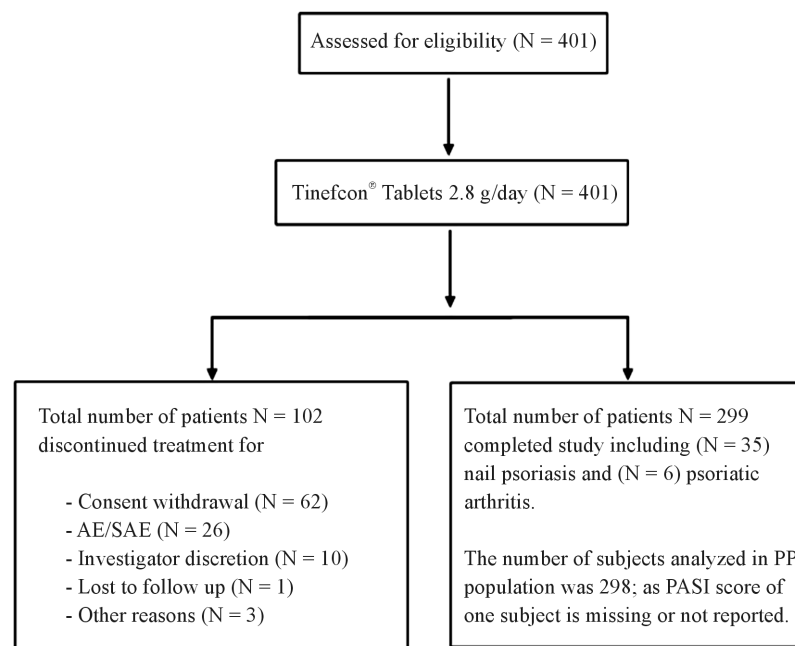 Assessed for eligibility (N = 401)
Tinefcon® Tablets 2.8 g/day (N = 401)
Total number of patients N = 102
discontinued treatment for
- Consent withdrawal (N = 62)
- AE/SAE (N = 26)
- Investigator discretion (N = 10)
- Lost to follow up (N = 1)
- Other reasons (N = 3)
Total number of patients N = 299
completed study including (N = 35)
nail psoriasis and (N = 6) psoriatic
arthritis.
The number of subjects analyzed in PP
population was 298; as PASI score of
one subject is missing or not reported.